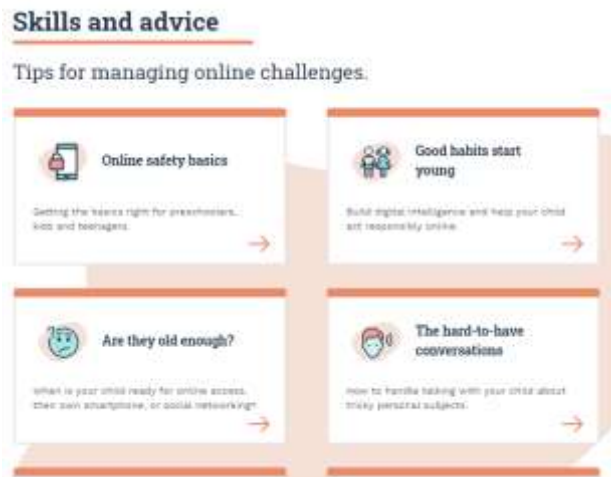 Skills and advice
Tips for managing online challenges.
Online safety basics
Getting the basics right for preschoolers,
kids and teenagers.
Good habits start
young
Build digital intelligence and help your child
act responsibly online.
Are they old enough?
When is your child ready for online access,
their own smartphone, or social networking?
The hard-to-have
conversations
How to handle talking with your child about
tricky personal subjects.